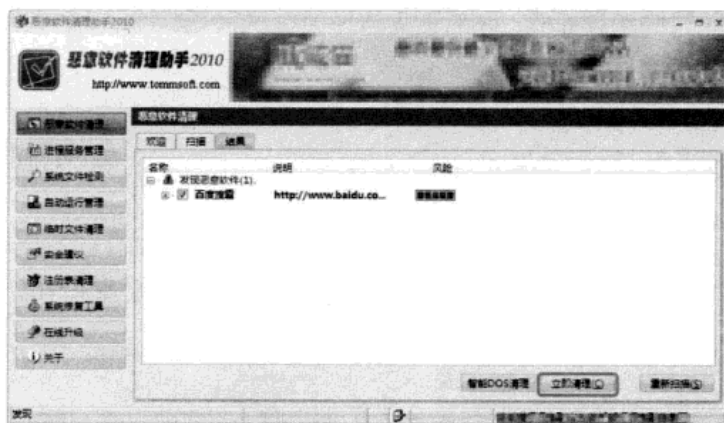 恶意软件清理助手2010
恶意软件清理助手2010
http://www.tommsoft.com
恶意软件清理
恶意软件清理
进程服务管理
系统文件检测
自动运行管理
临时文件清理
安全建议
注册表清理
系统修复工具
在线升级
关于
欢迎 扫描 结果
名称 说明 风险
发现恶意软件(1).
百度搜霸 http://www.baidu.co...
智能DOS清理 立即清理(C) 重新扫描(S)
发现